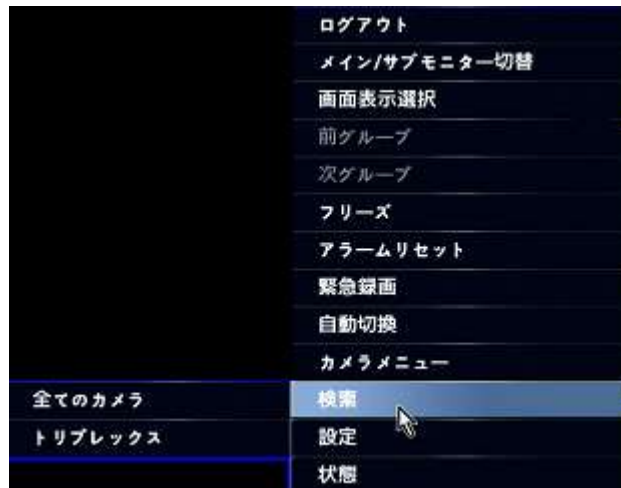 ログアウト
メイン/サブモニター切替
画面表示選択
前グループ
次グループ
フリーズ
アラームリセット
緊急録画
自動切換
カメラメニュー
全てのカメラ
検索
トリプレックス
設定
状態